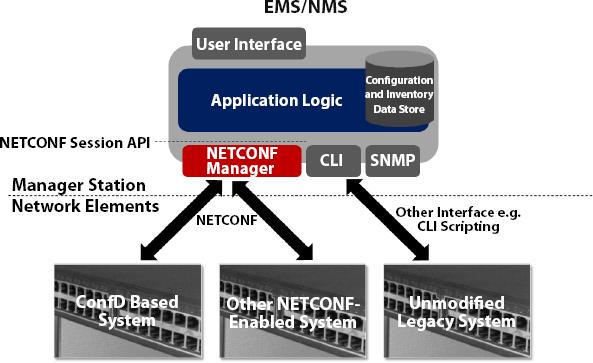 EMS/NMS
User Interface
Configuration
and Inventory
Data Store
Application Logic
NETCONF Session API
NETCONF
Manager
CLI
SNMP
Manager Station
Network Elements
NETCONF
Other Interface e.g.
CLI Scripting
ConfD Based
System
Other NETCONF-
Enabled System
Unmodified
Legacy System